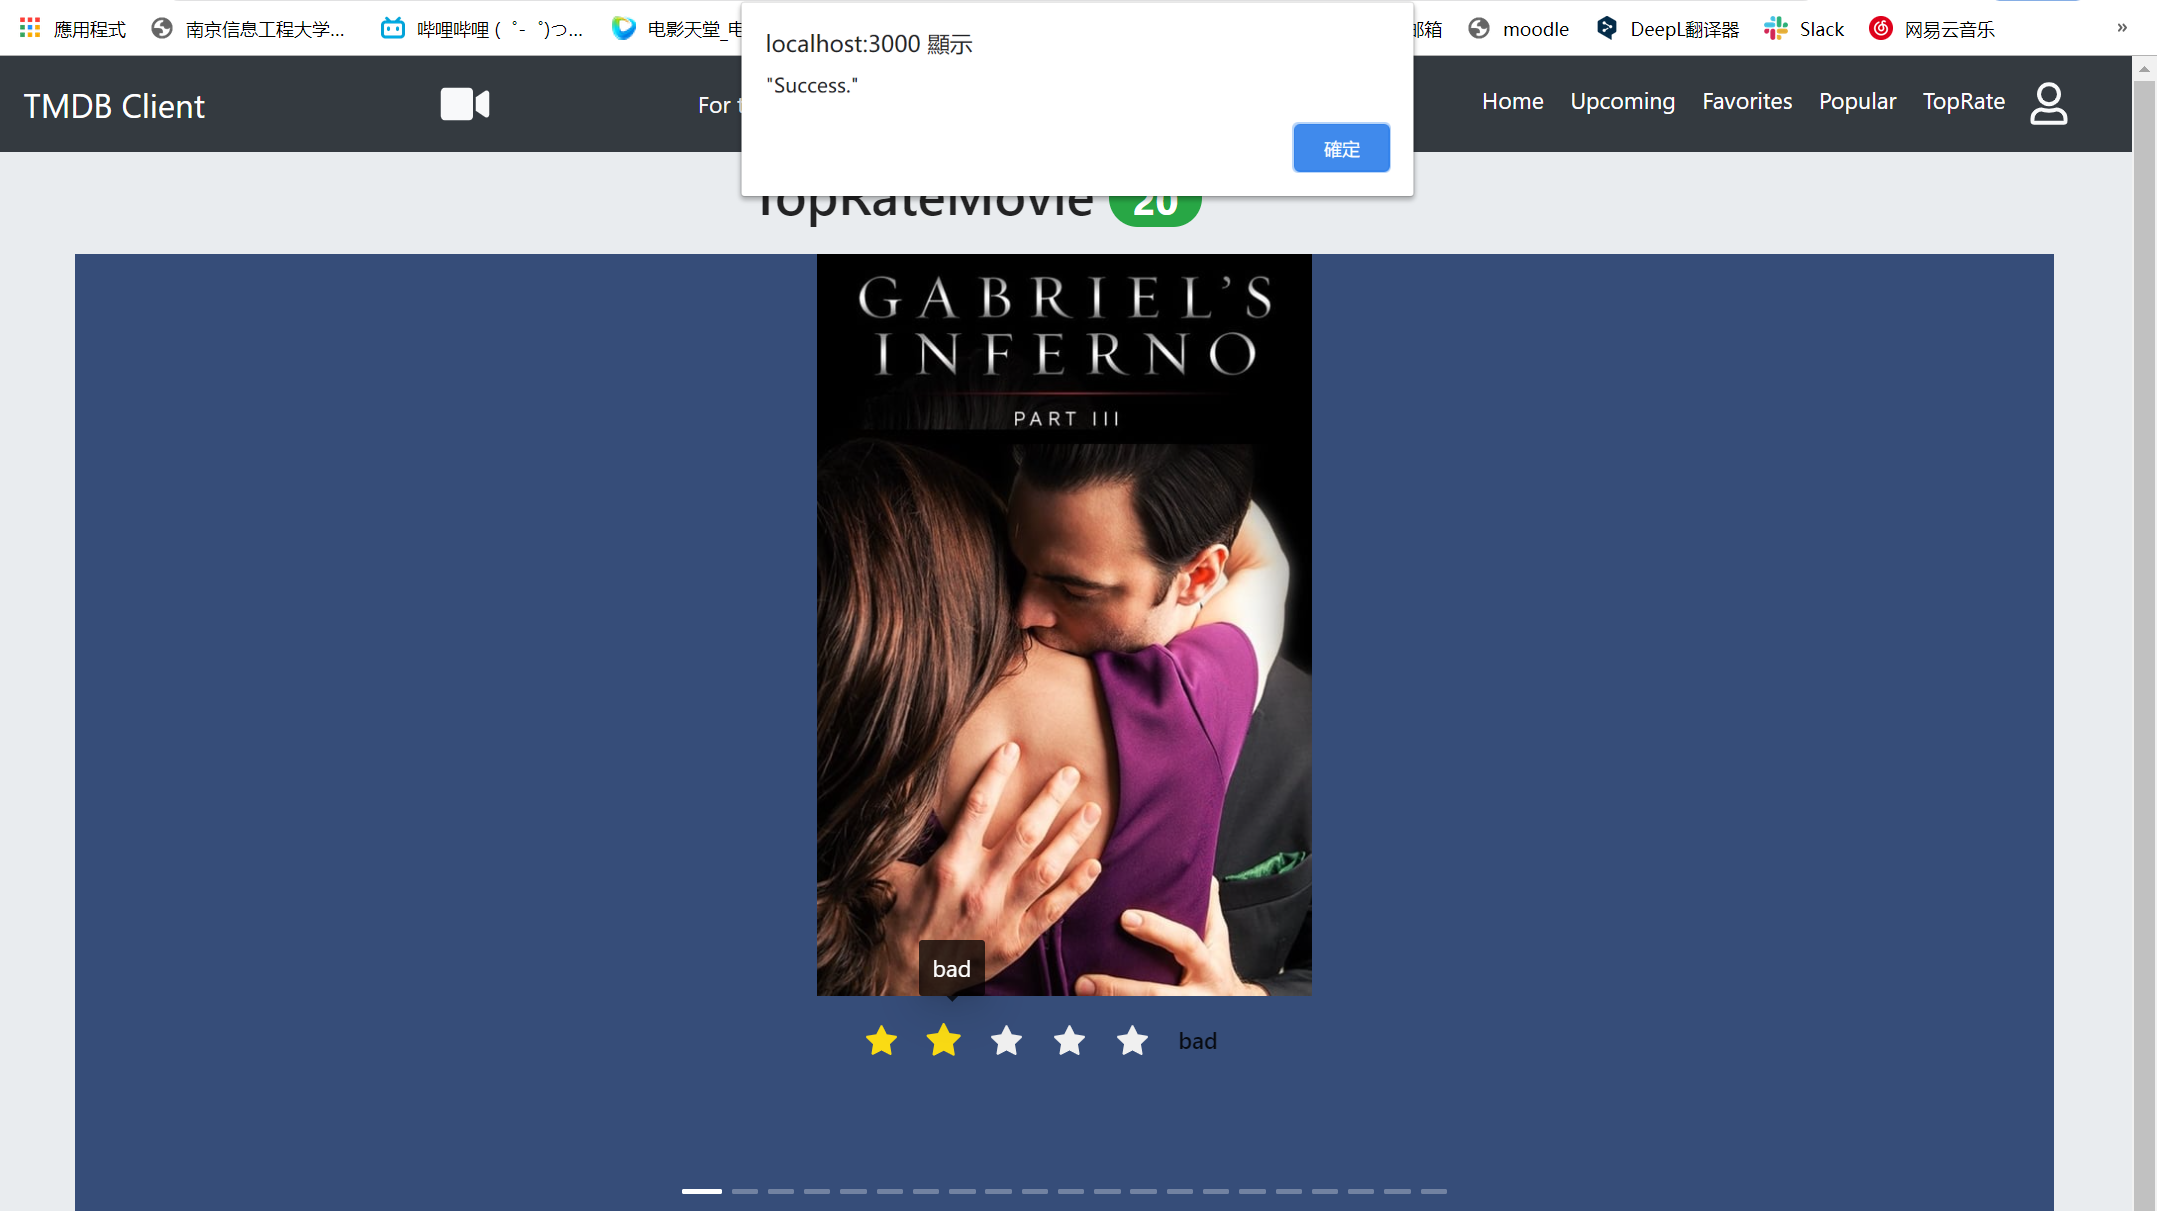 應用程式 南京信息工程大学... 哔哩哔哩 (゜-゜)つ... 电影天堂_电 邮箱 moodle DeepL翻译器 Slack 网易云音乐 »
localhost:3000 顯示
"Success."
確定
TMDB Client For t Home Upcoming Favorites Popular TopRate
TopRateMovie 20
GABRIEL'S
INFERNO
PART III
bad
bad